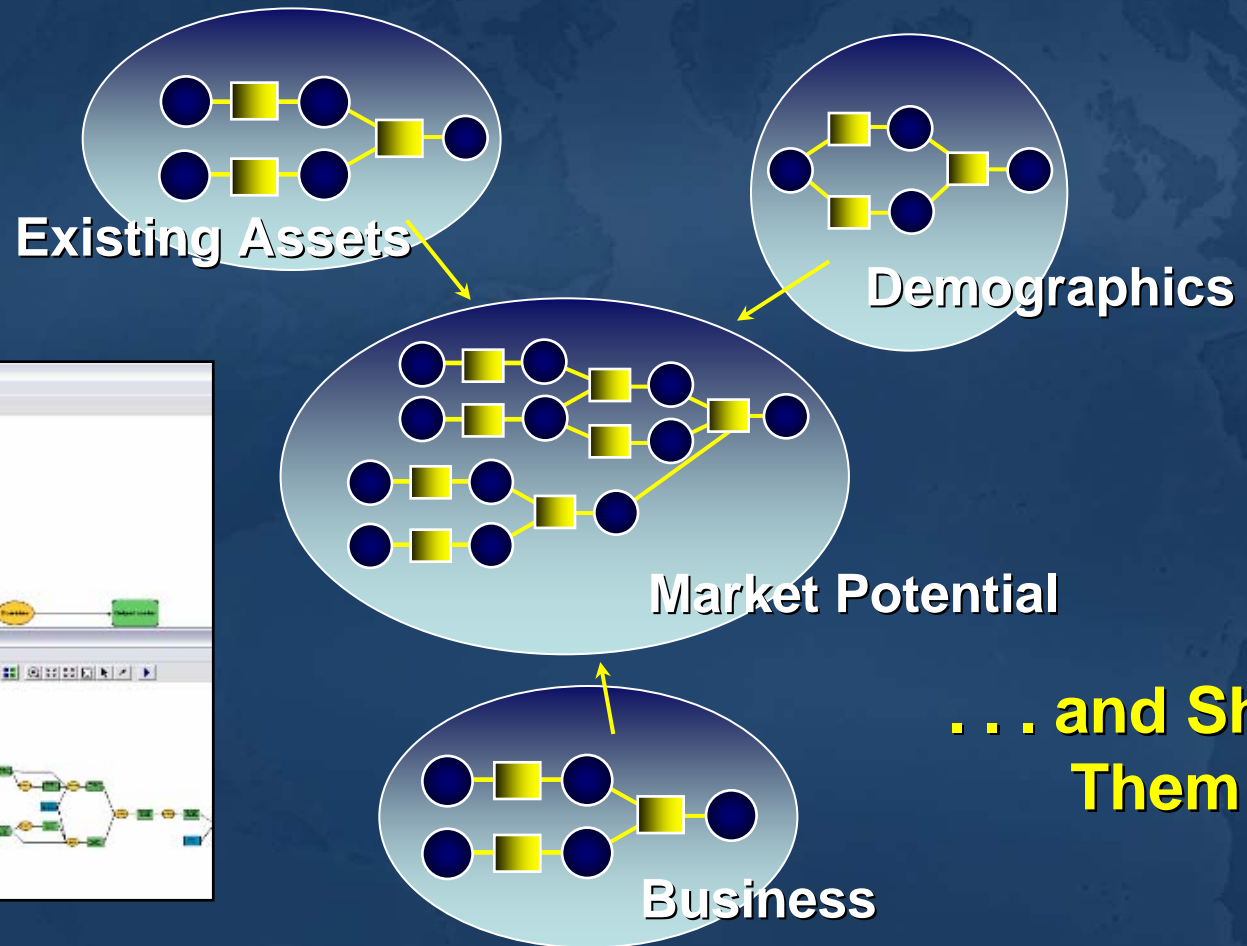 Existing Assets
Demographics
Market Potential
. . . and Sh
Them
Business